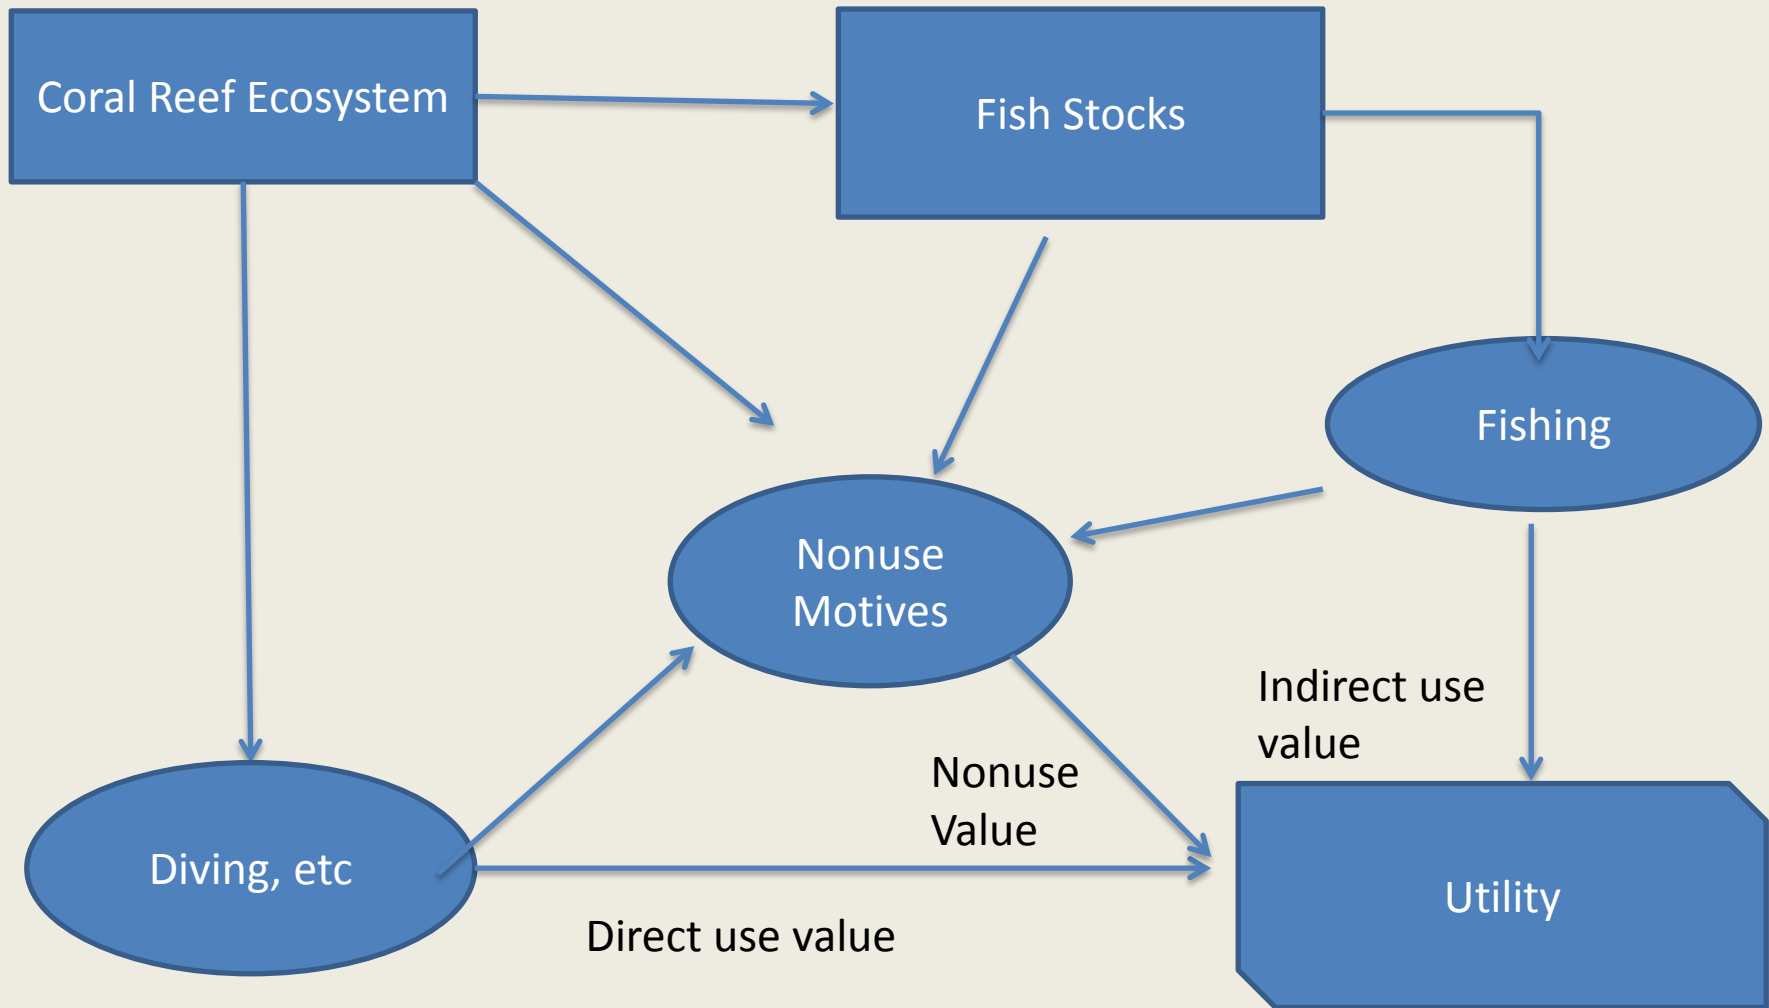 Coral Reef Ecosystem
Fish Stocks
Fishing
Nonuse
Motives
Indirect use
value
Nonuse
Value
Diving, etc
Utility
Direct use value